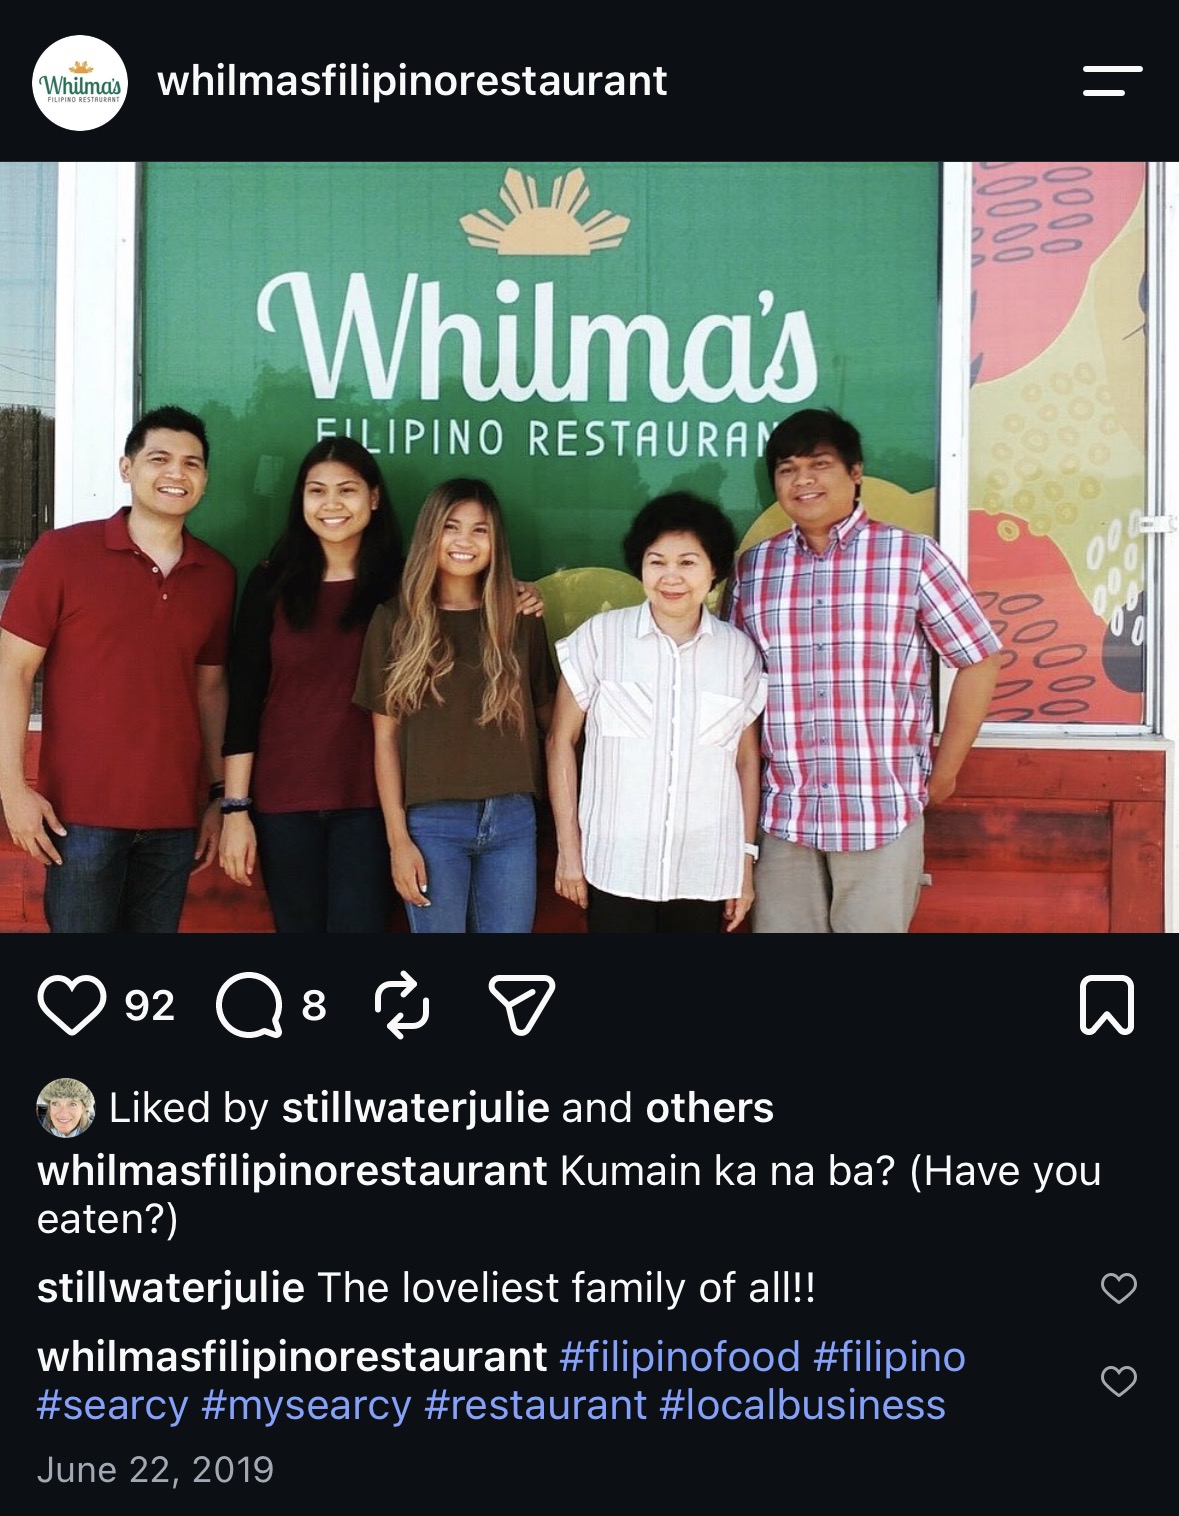 Whilma's
FILIPINO RESTAURANT
whilmasfilipinorestaurant
Whilma's
FILIPINO RESTAURAN
92
8
Liked by stillwaterjulie and others
whilmasfilipinorestaurant Kumain ka na ba? (Have you
eaten?)
stillwaterjulie The loveliest family of all!!
whilmasfilipinorestaurant #filipinofood #filipino
#searcy #mysearcy #restaurant #localbusiness
June 22, 2019